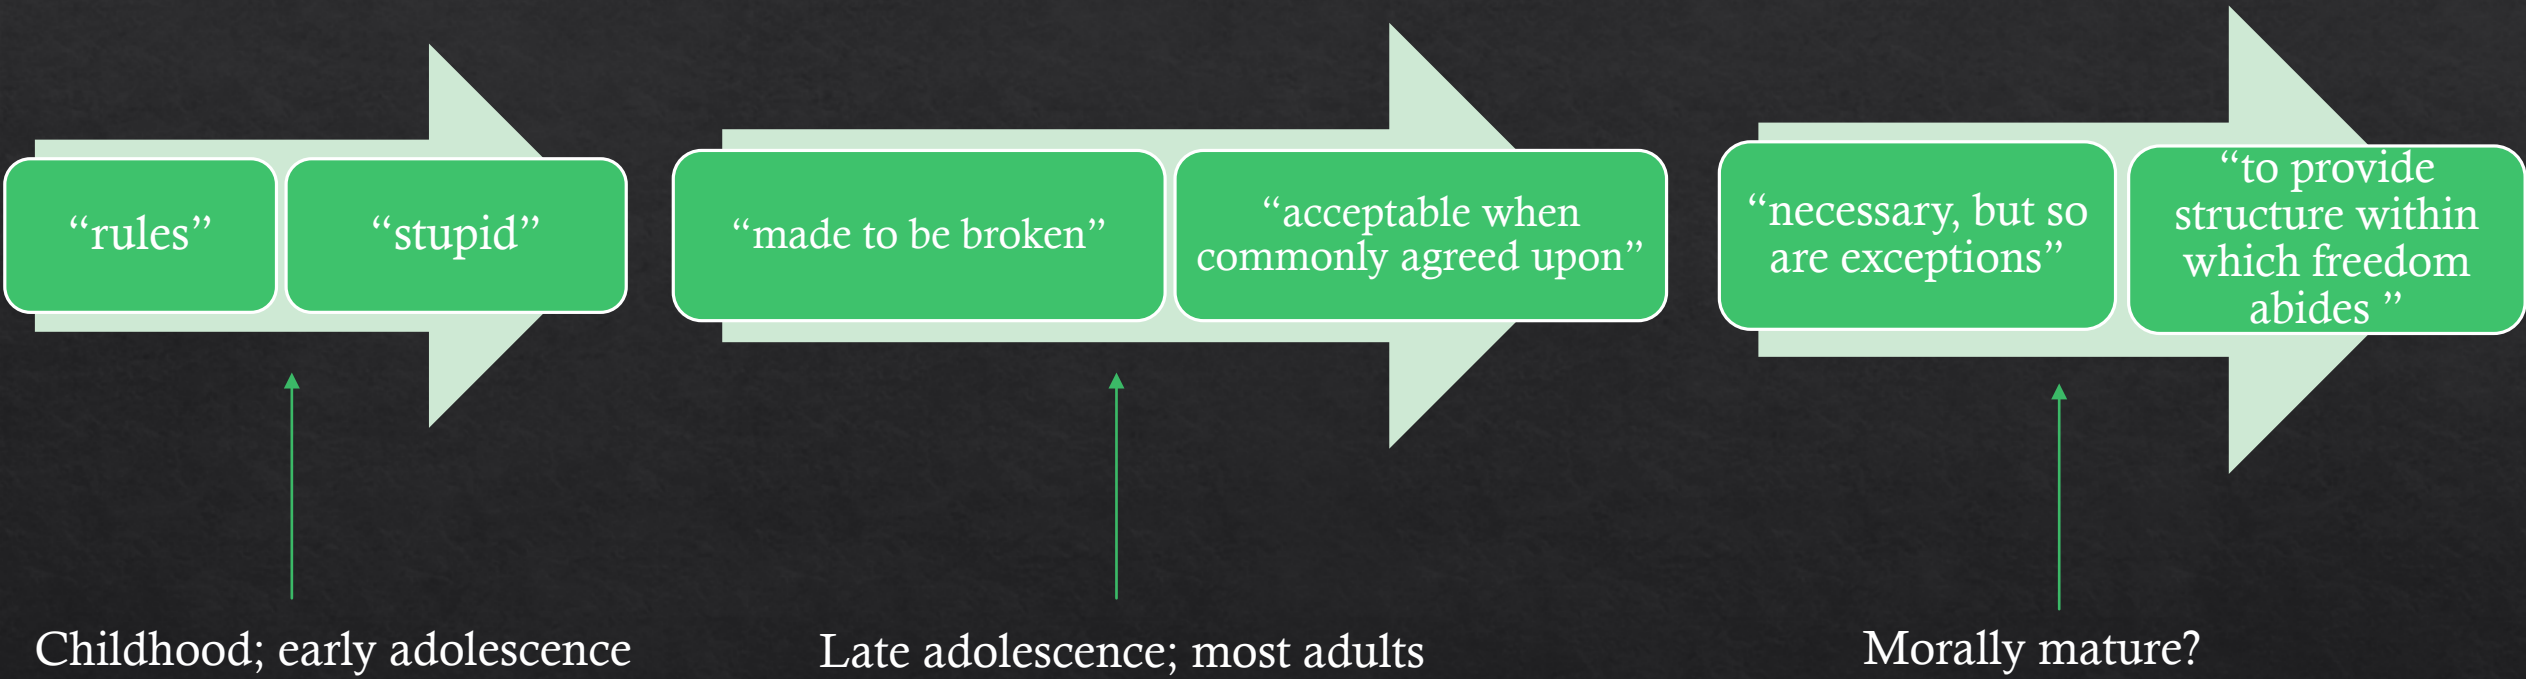 “rules”
“stupid”
“made to be broken”
“acceptable when
commonly agreed upon”
“necessary, but so
are exceptions”
“to provide
structure within
which freedom
abides ”
Childhood; early adolescence
Late adolescence; most adults
Morally mature?